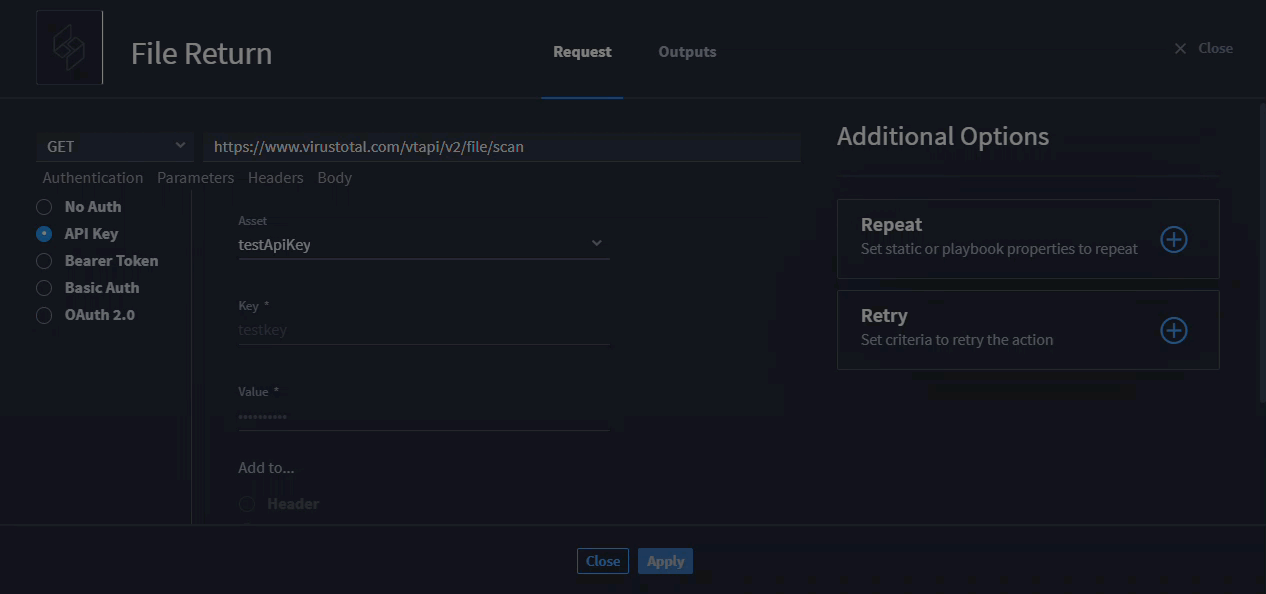 File Return
Request
Outputs
Close
GET
https://www.virustotal.com/vtapi/v2/file/scan
Authentication Parameters Headers Body
No Auth
API Key
Bearer Token
Basic Auth
OAuth 2.0
Asset
testApiKey
Key *
testkey
Value *
••••••••••
Add to...
Header
Additional Options
Repeat
Set static or playbook properties to repeat
Retry
Set criteria to retry the action
Close
Apply